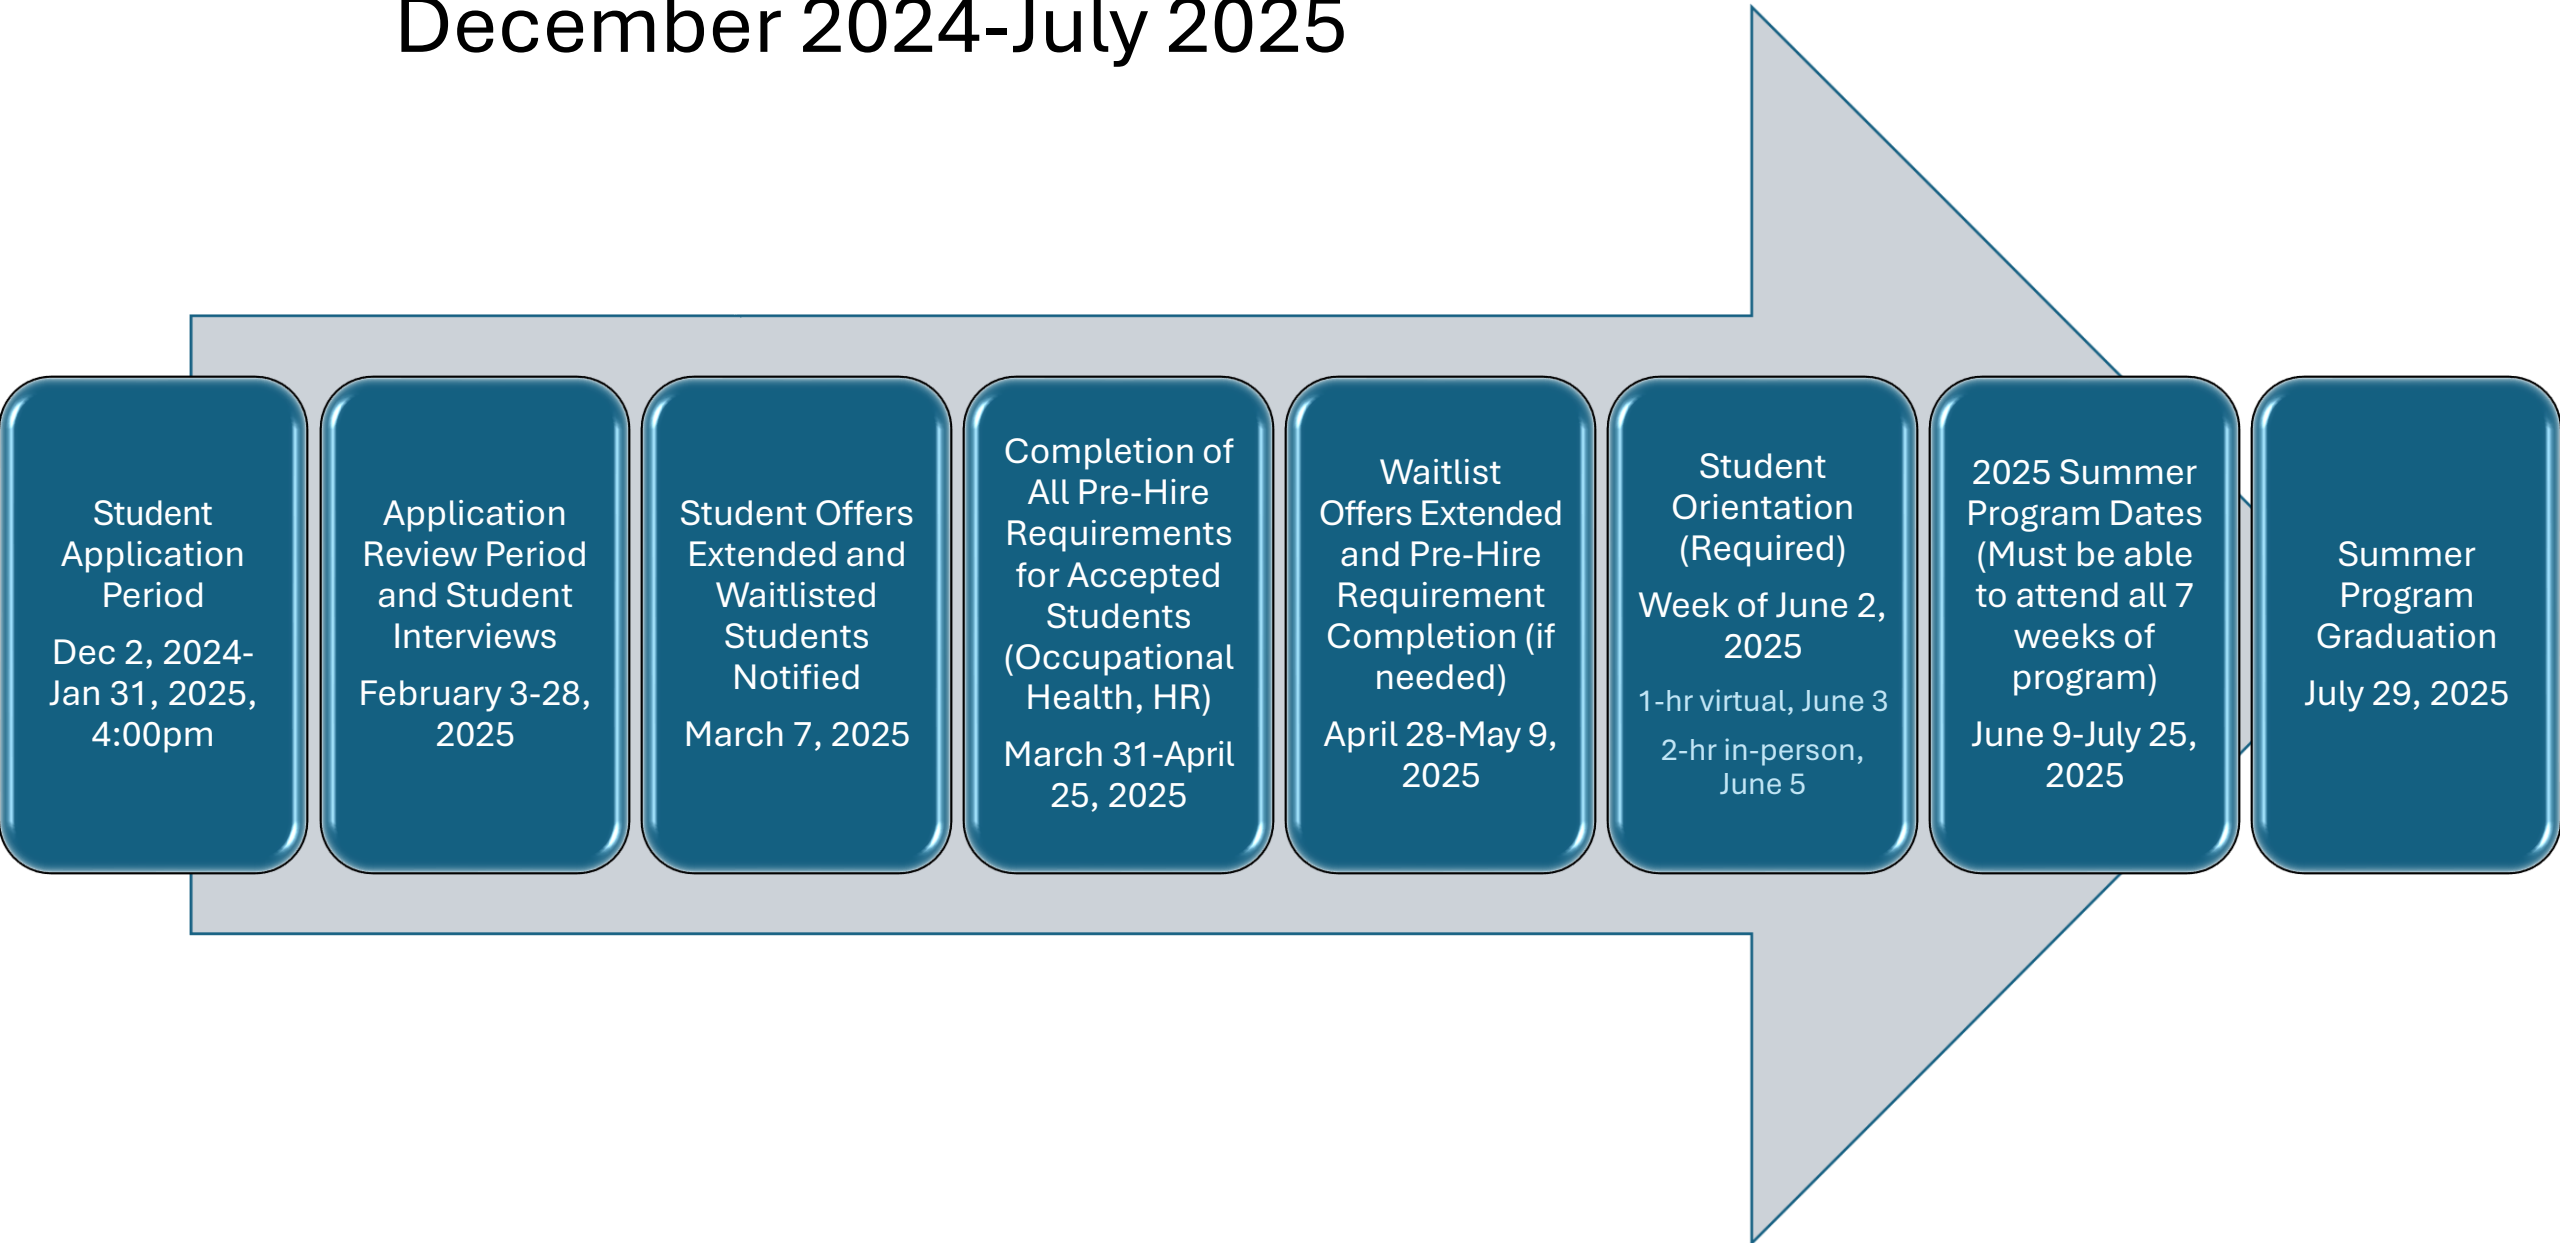 December 2024-July 2025
Student
Application
Period
Dec 2, 2024-
Jan 31, 2025,
4:00pm
Application
Review Period
and Student
Interviews
February 3-28,
2025
Student Offers
Extended and
Waitlisted
Students
Notified
March 7, 2025
Completion of
All Pre-Hire
Requirements
for Accepted
Students
(Occupational
Health, HR)
March 31-April
25, 2025
Waitlist
Offers Extended
and Pre-Hire
Requirement
Completion (if
needed)
April 28-May 9,
2025
Student
Orientation
(Required)
Week of June 2,
2025
1-hr virtual, June 3
2-hr in-person,
June 5
2025 Summer
Program Dates
(Must be able
to attend all 7
weeks of
program)
June 9-July 25,
2025
Summer
Program
Graduation
July 29, 2025